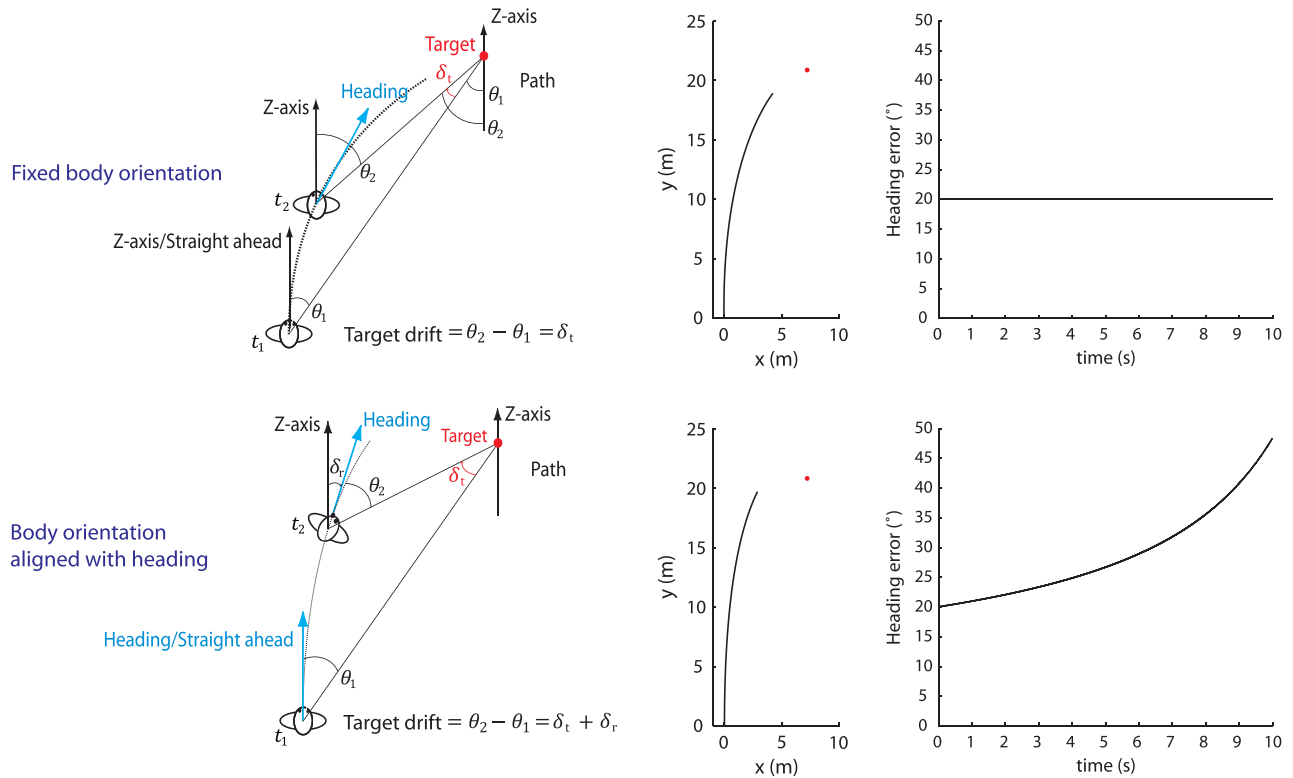 Z-axis
Target
δt
Path
Heading
θ1
Z-axis
θ2
θ2
Fixed body orientation
t2
Z-axis/Straight ahead
θ1
t1
Target drift = θ2 − θ1 = δt
25
20
15
10
5
0
y (m)
0 5 10
x (m)
50
45
40
35
30
25
20
15
10
5
0
Heading error (˚)
0 1 2 3 4 5 6 7 8 9 10
time (s)
Z-axis
Heading
Z-axis
Target
δr
δt
Path
θ2
t2
Body orientation
aligned with heading
Heading/Straight ahead
θ1
t1
Target drift = θ2 − θ1 = δt + δr
25
20
15
10
5
0
y (m)
0 5 10
x (m)
50
45
40
35
30
25
20
15
10
5
0
Heading error (˚)
0 1 2 3 4 5 6 7 8 9 10
time (s)